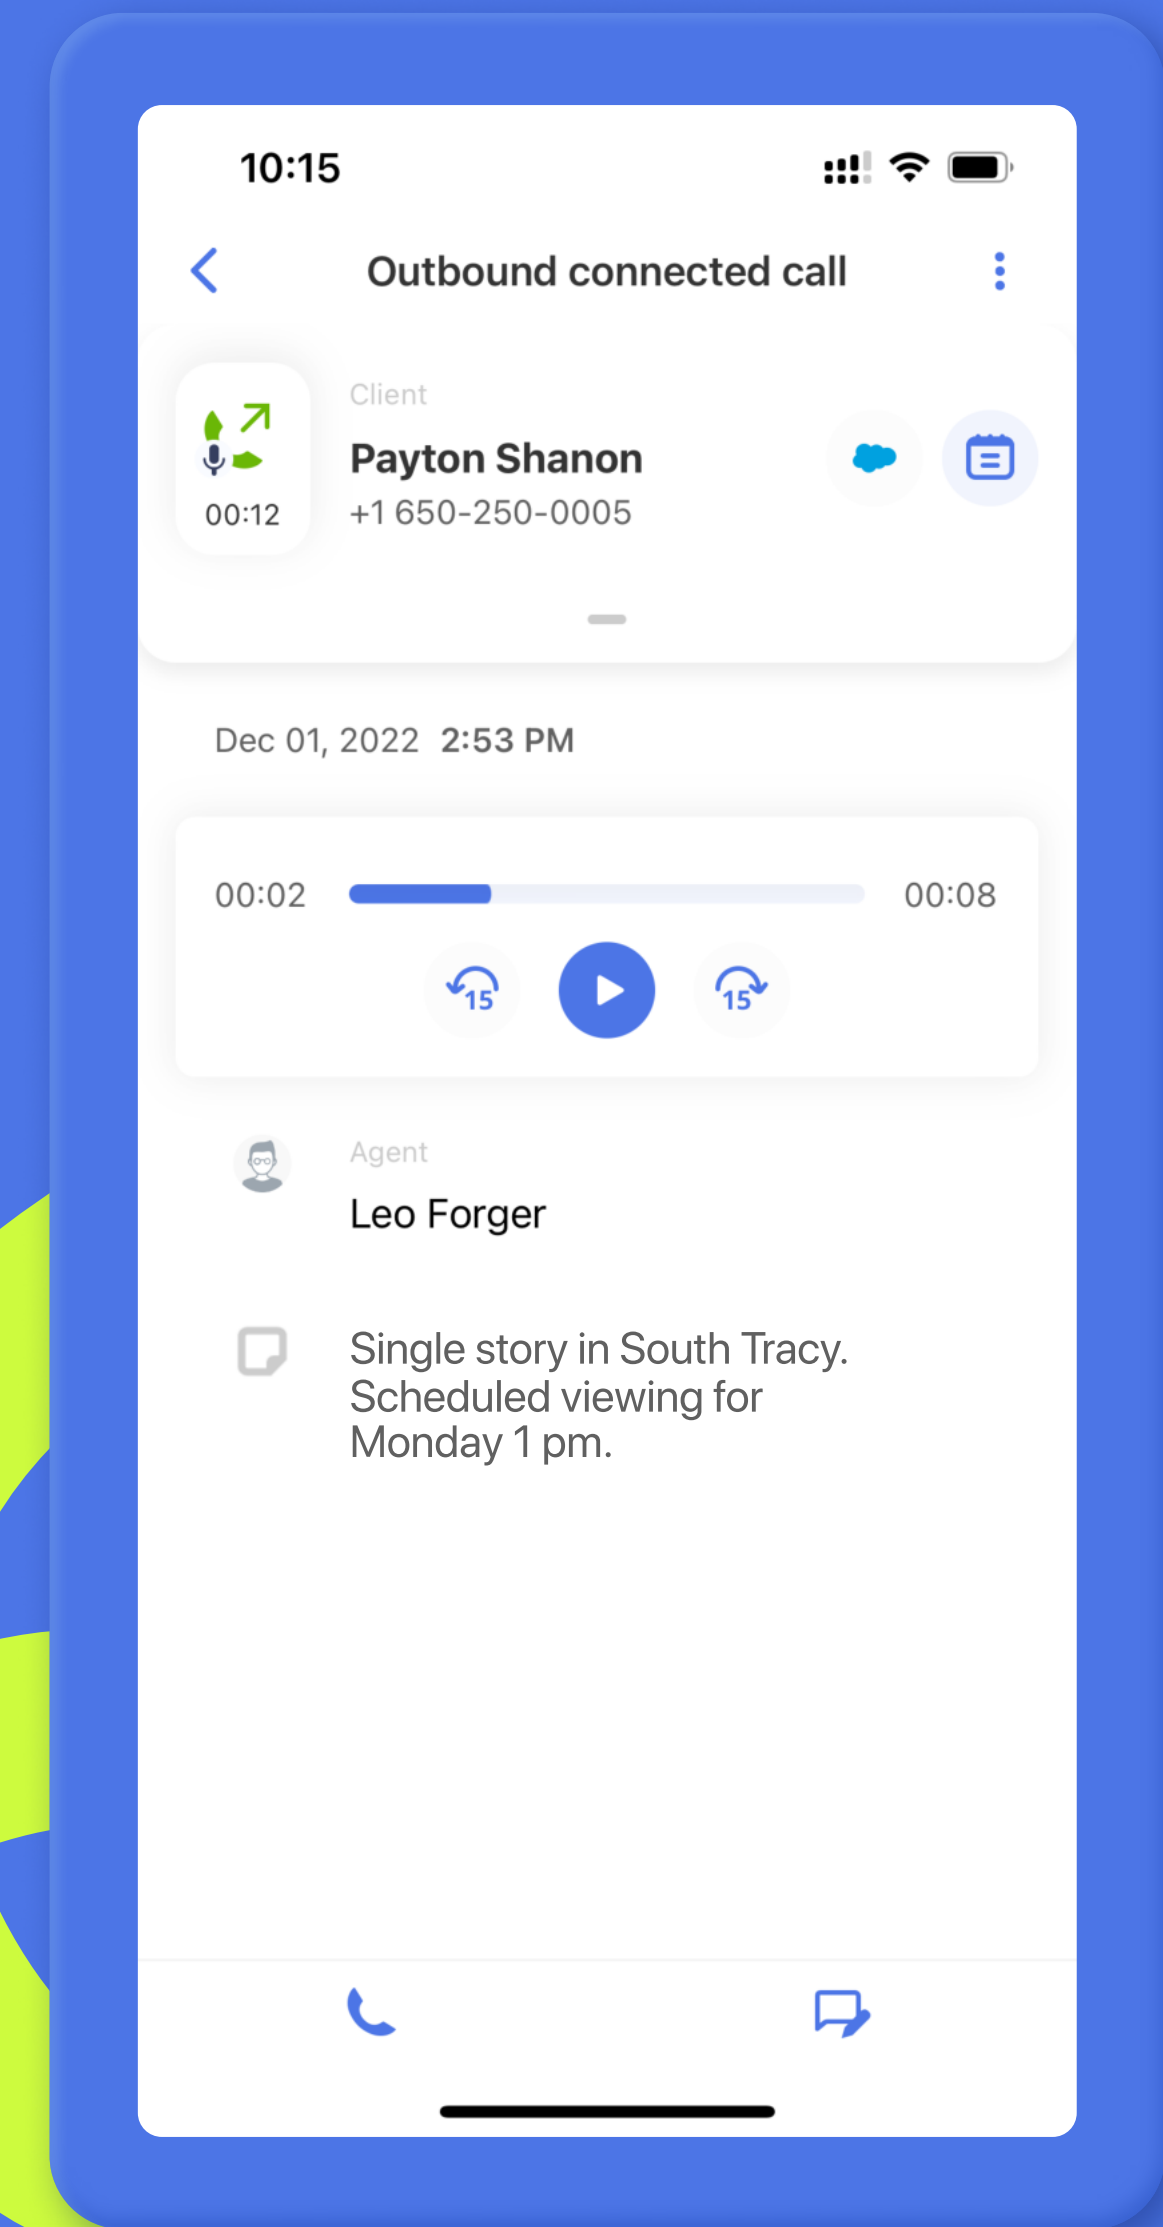 10:15
Outbound connected call
Client
Payton Shanon
+1 650-250-0005
00:12
Dec 01, 2022 2:53 PM
00:02 00:08
15 15
Agent
Leo Forger
Single story in South Tracy.
Scheduled viewing for
Monday 1 pm.